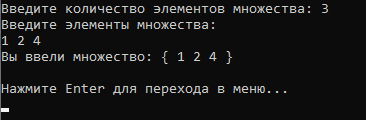 Введите количество элементов множества: 3
Введите элементы множества:
1 2 4
Вы ввели множество: { 1 2 4 }
Нажмите Enter для перехода в меню...